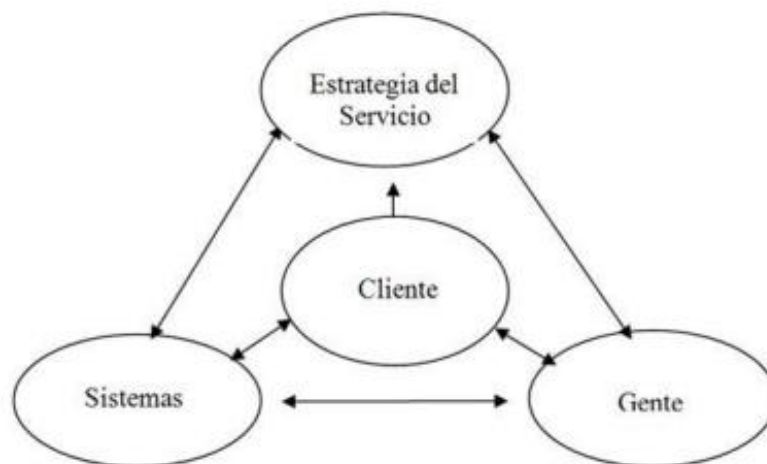 Estrategia del
Servicio
Cliente
Sistemas
Gente